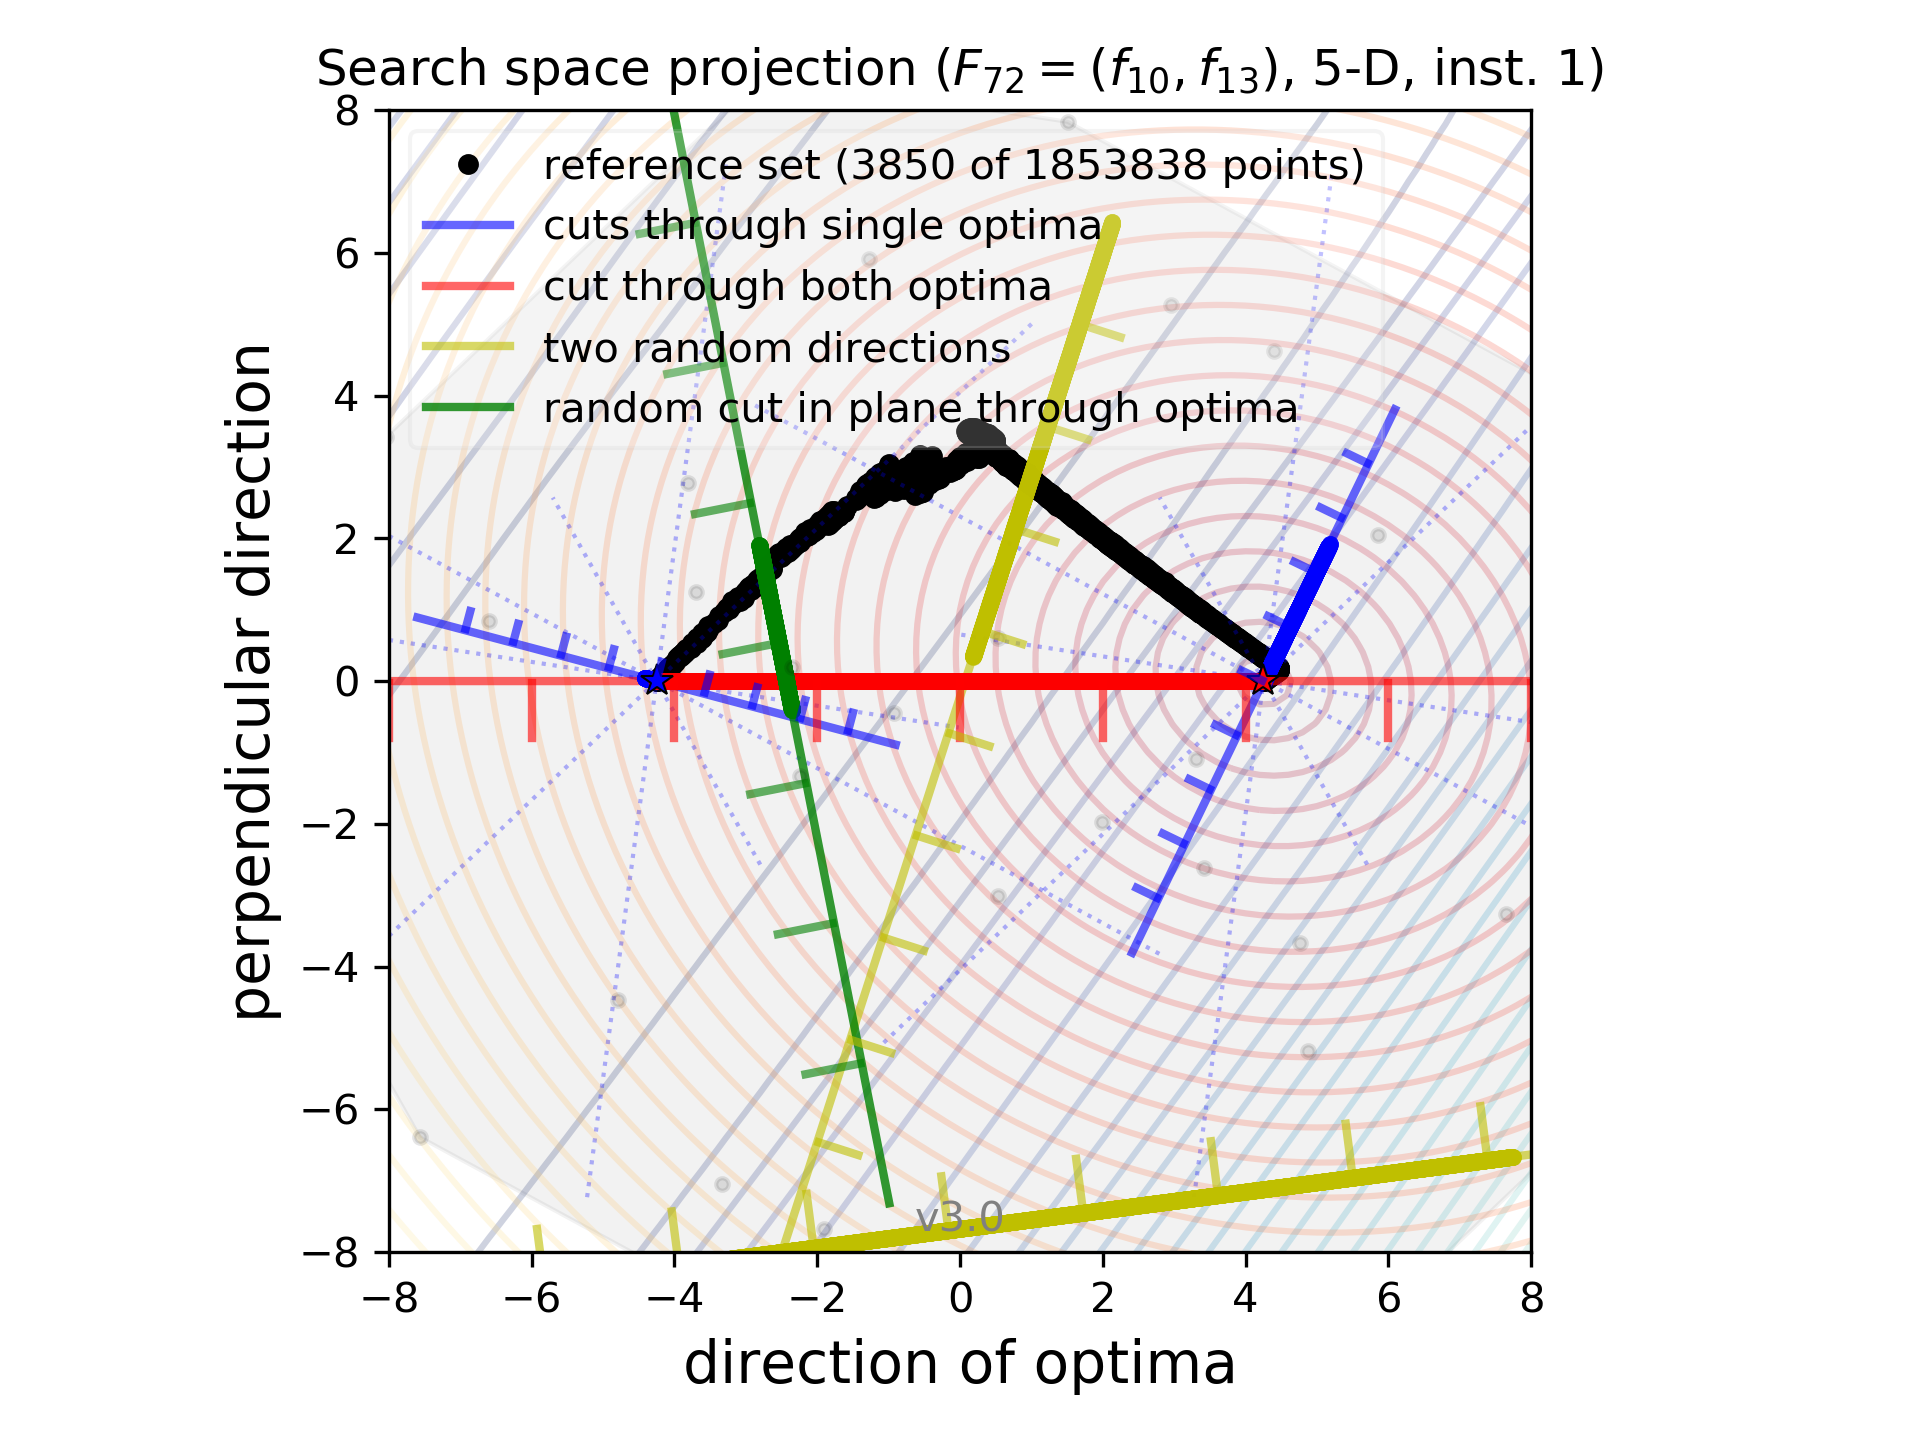 Search space projection (F72 = (f10, f13), 5-D, inst. 1)
8
6
4
2
0
−2
−4
−6
−8
perpendicular direction
reference set (3850 of 1853838 points)
cuts through single optima
cut through both optima
two random directions
random cut in plane through optima
v3.0
−8 −6 −4 −2 0 2 4 6 8
direction of optima